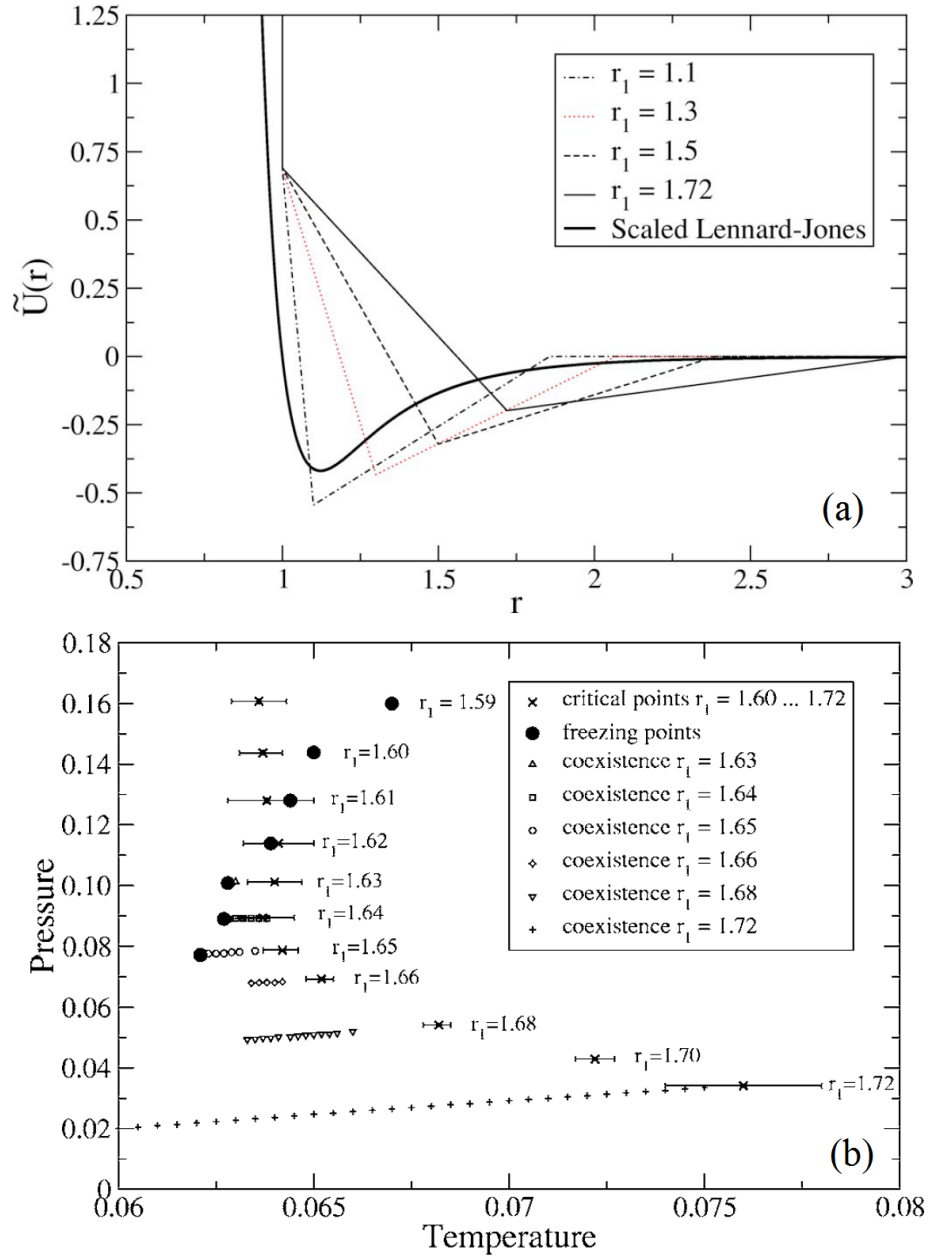 1.25
1
0.75
0.5
0.25
0
-0.25
-0.5
-0.75
Ũ(r)
r₁ = 1.1
r₁ = 1.3
r₁ = 1.5
r₁ = 1.72
Scaled Lennard-Jones
(a)
0.5 1 1.5 2 2.5 3
r
0.18
0.16
0.14
0.12
0.10
0.08
0.06
0.04
0.02
0
Pressure
r₁ = 1.59
r₁=1.60
r₁=1.61
r₁=1.62
r₁=1.63
r₁=1.64
r₁=1.65
r₁=1.66
r₁=1.68
r₁=1.70
r₁=1.72
critical points r₁ = 1.60 ... 1.72
freezing points
coexistence r₁ = 1.63
coexistence r₁ = 1.64
coexistence r₁ = 1.65
coexistence r₁ = 1.66
coexistence r₁ = 1.68
coexistence r₁ = 1.72
(b)
0.06 0.065 0.07 0.075 0.08
Temperature